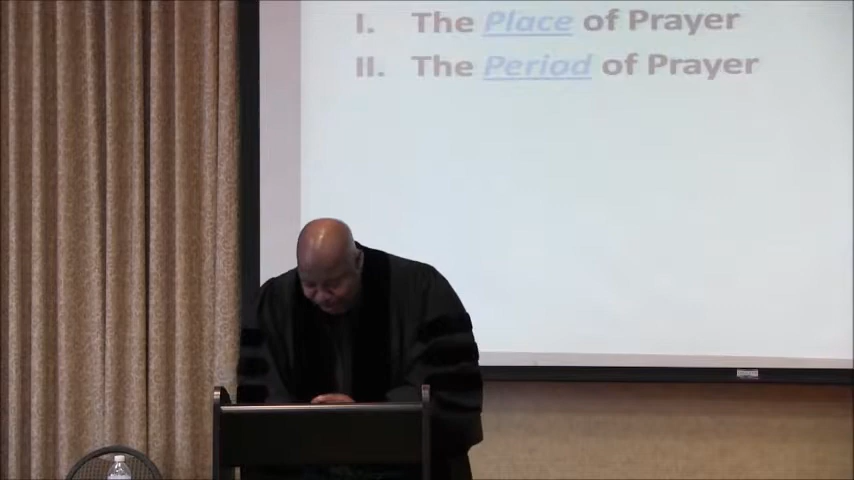 I. The Place of Prayer
II. The Period of Prayer